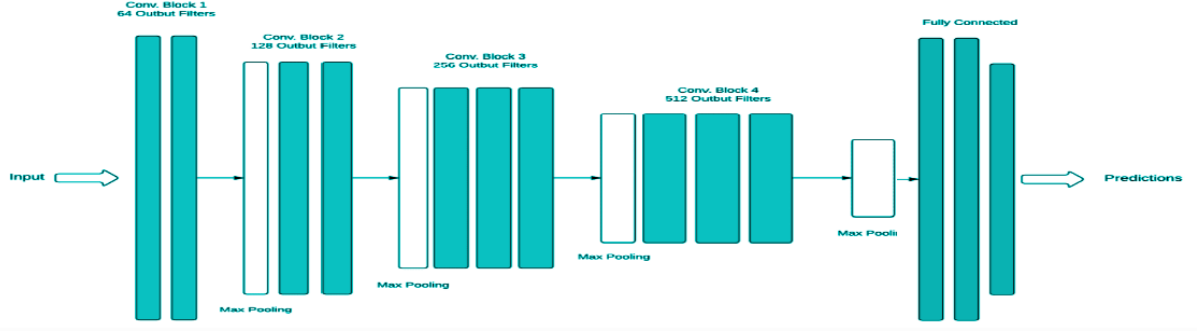 Conv. Block 1
64 Outbut Filters
Conv. Block 2
128 Outbut Filters
Conv. Block 3
256 Outbut Filters
Conv. Block 4
512 Outbut Filters
Fully Connected
Input
Predictions
Max Pooling
Max Pooling
Max Pooling
Max Pooli